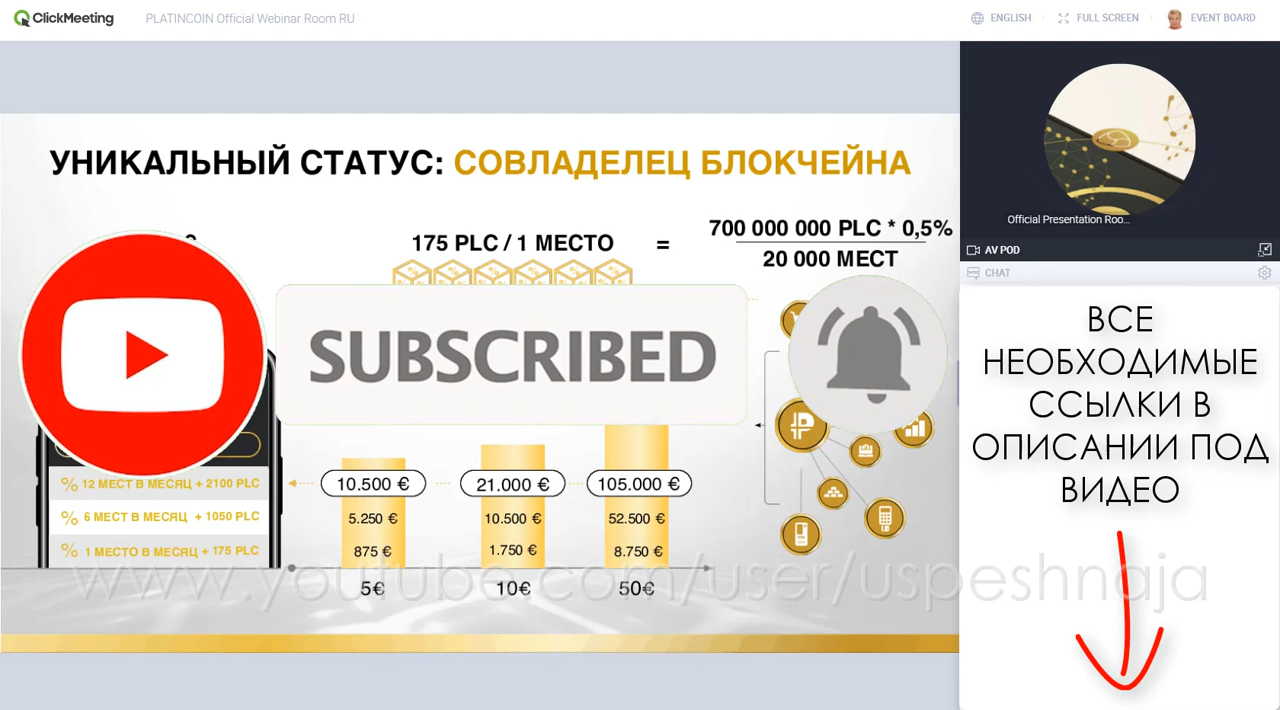 ClickMeeting
PLATINCOIN Official Webinar Room RU
ENGLISH
FULL SCREEN
EVENT BOARD
УНИКАЛЬНЫЙ СТАТУС: СОВЛАДЕЛЕЦ БЛОКЧЕЙНА
175 PLC / 1 МЕСТО
=
700 000 000 PLC * 0,5%
20 000 МЕСТ
SUBSCRIBED
% 12 МЕСТ В МЕСЯЦ + 2100 PLC
% 6 МЕСТ В МЕСЯЦ + 1050 PLC
% 1 МЕСТО В МЕСЯЦ + 175 PLC
10.500 €
21.000 €
105.000 €
5.250 €
10.500 €
52.500 €
875 €
1.750 €
8.750 €
5€
10€
50€
www.youtube.com/user/uspeshnaja
Official Presentation Roo...
AV POD
CHAT
ВСЕ
НЕОБХОДИМЫЕ
ССЫЛКИ В
ОПИСАНИИ ПОД
ВИДЕО